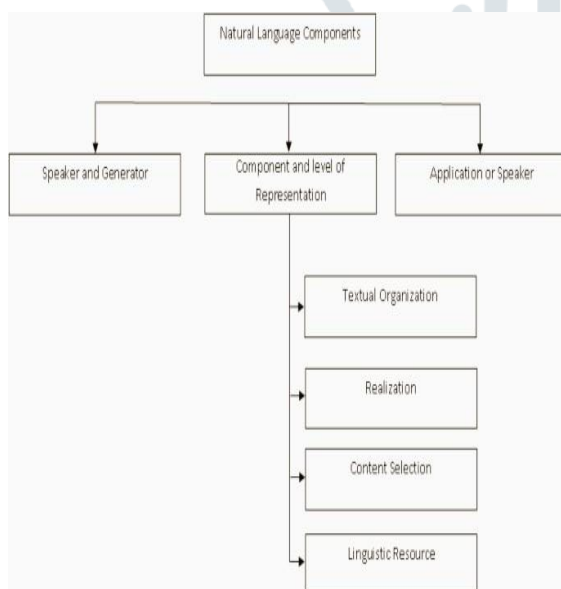 Natural Language Components
Speaker and Generator
Component and level of
Representation
Application or Speaker
Textual Organization
Realization
Content Selection
Linguistic Resource